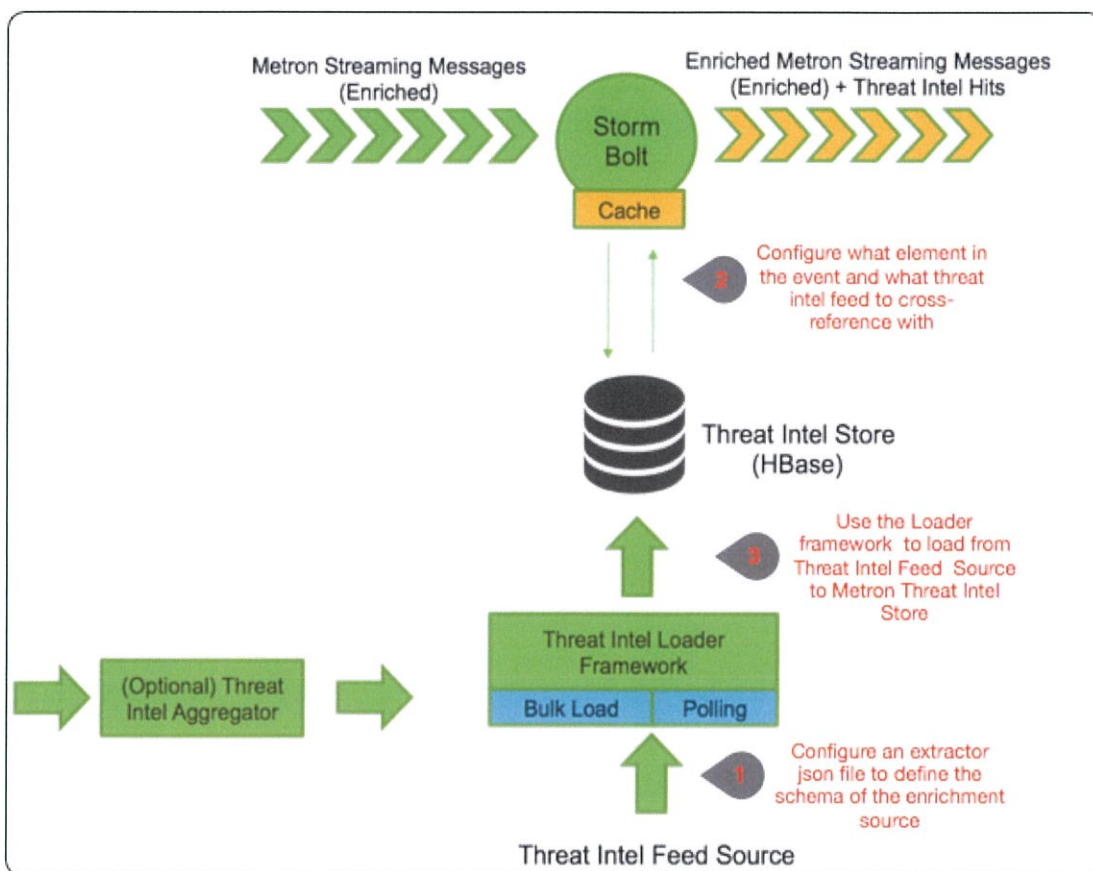 Metron Streaming Messages
(Enriched)
Enriched Metron Streaming Messages
(Enriched) + Threat Intel Hits
Storm
Bolt
Cache
2
Configure what element in
the event and what threat
intel feed to cross-
reference with
Threat Intel Store
(HBase)
3
Use the Loader
framework to load from
Threat Intel Feed Source
to Metron Threat Intel
Store
Threat Intel Loader
Framework
Bulk Load
Polling
(Optional) Threat
Intel Aggregator
1
Configure an extractor
json file to define the
schema of the enrichment
source
Threat Intel Feed Source